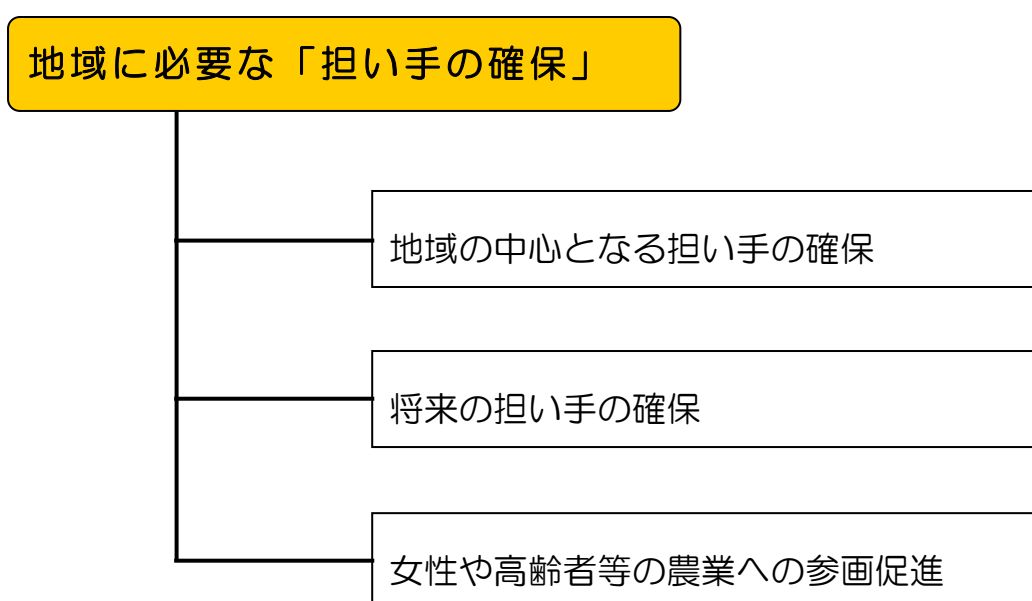 地域に必要な「担い手の確保」
地域の中心となる担い手の確保
将来の担い手の確保
女性や高齢者等の農業への参画促進